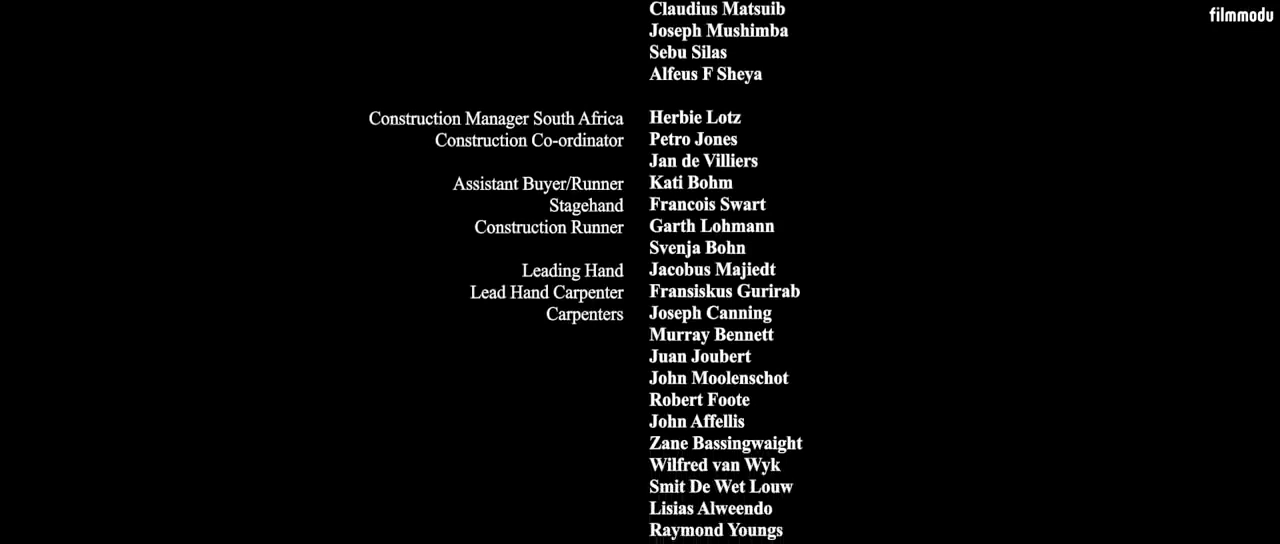 Claudius Matsuib
filmmodu
Joseph Mushimba
Sebu Silas
Alfeus F Sheya
Construction Manager South Africa Herbie Lotz
Construction Co-ordinator Petro Jones
Jan de Villiers
Assistant Buyer/Runner Kati Bohm
Stagehand Francois Swart
Construction Runner Garth Lohmann
Svenja Bohn
Leading Hand Jacobus Majiedt
Lead Hand Carpenter Fransiskus Gurirab
Carpenters Joseph Canning
Murray Bennett
Juan Joubert
John Moolenschot
Robert Foote
John Affellis
Zane Bassingwaight
Wilfred van Wyk
Smit De Wet Louw
Lisias Alweendo
Raymond Youngs